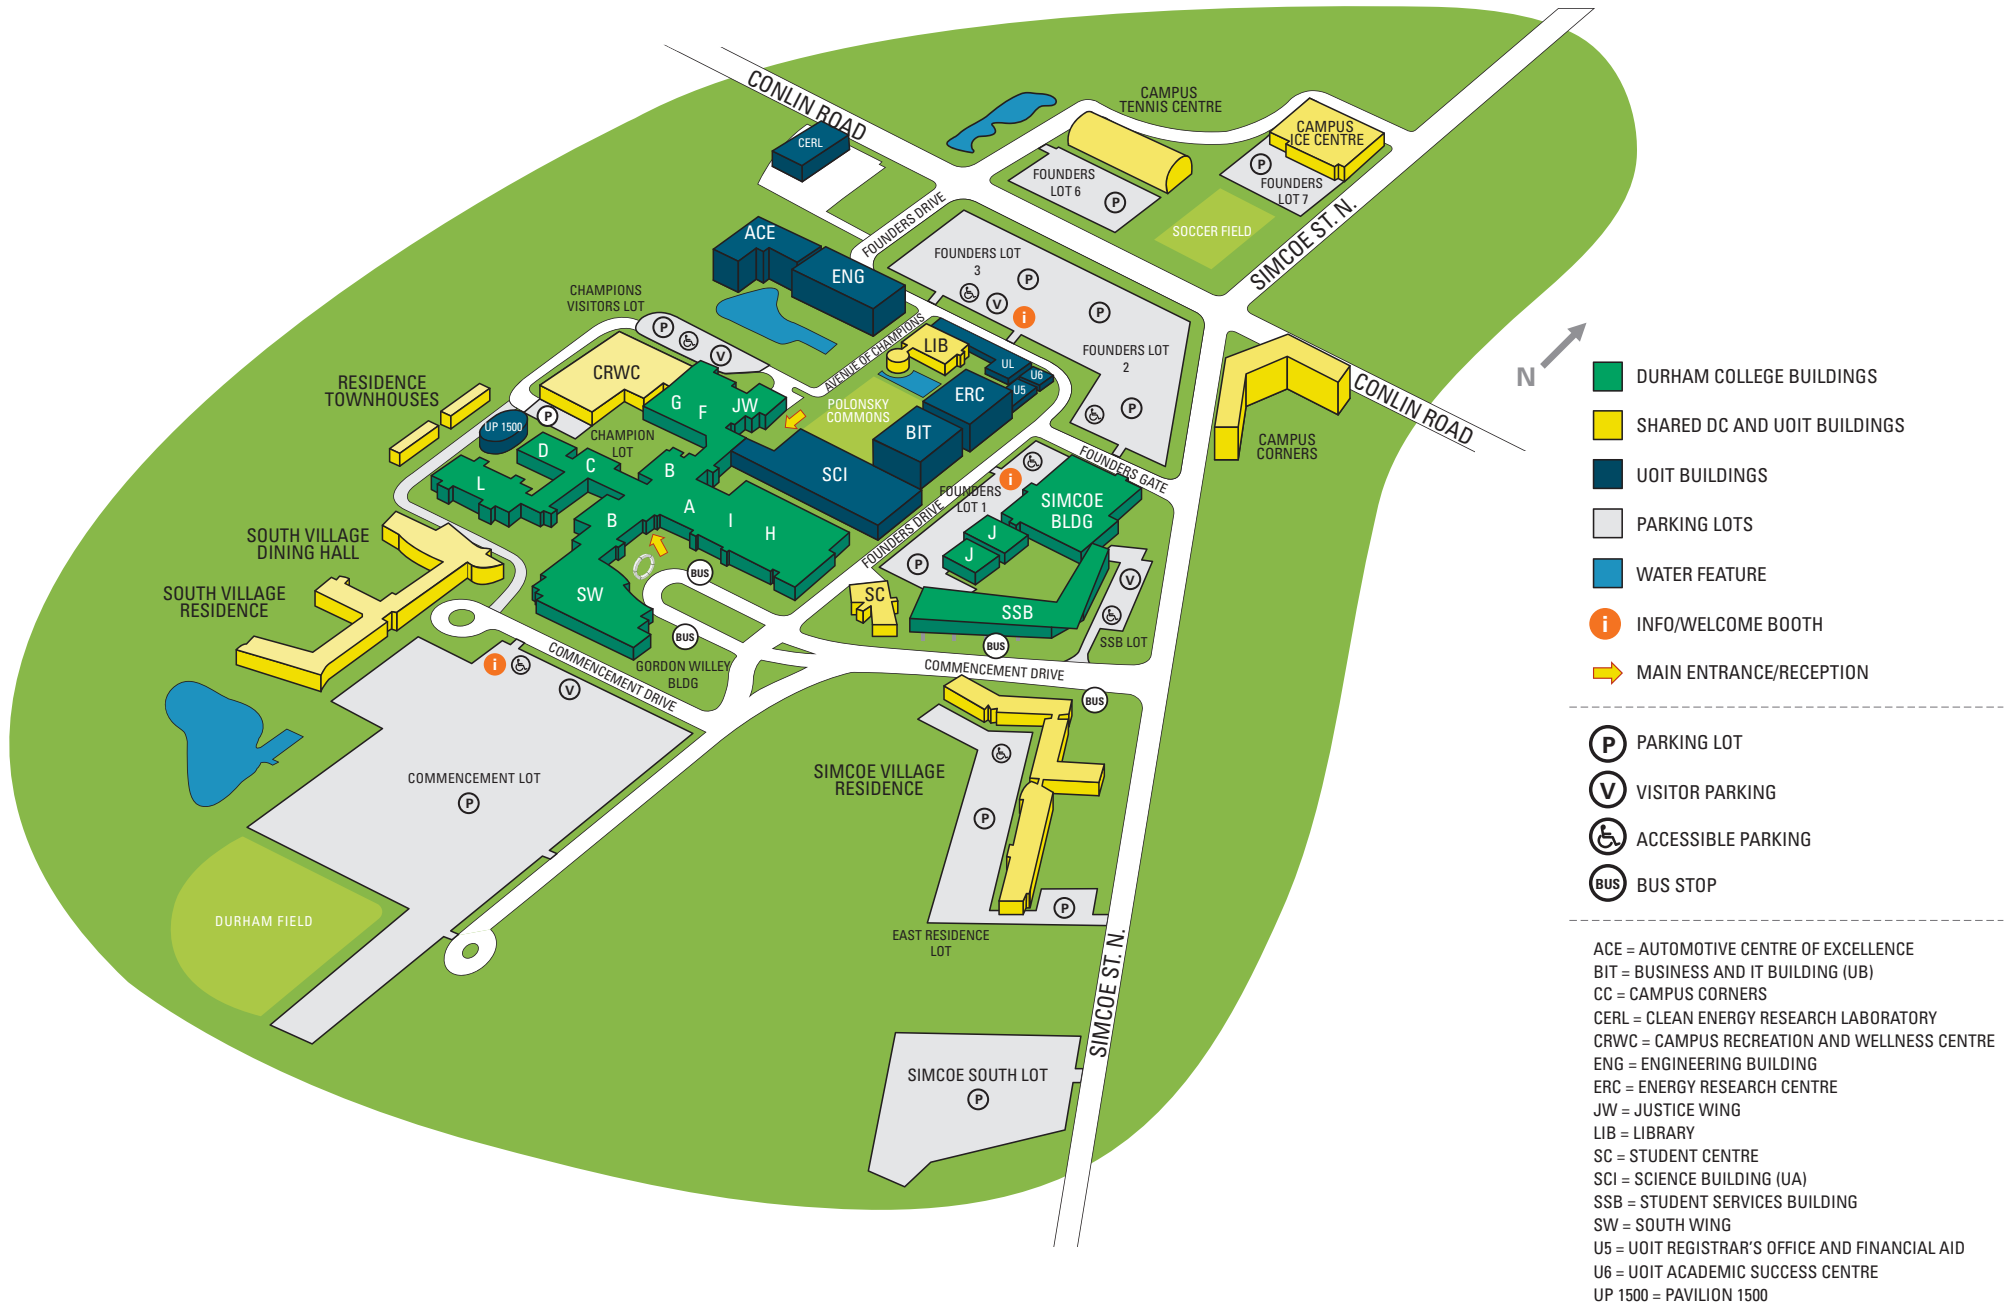 CONLIN ROAD
CERL
CAMPUS
TENNIS CENTRE
CAMPUS
ICE CENTRE
P
FOUNDERS
LOT 7
FOUNDERS
LOT 6
P
SOCCER FIELD
SIMCOE ST. N.
FOUNDERS DRIVE
ACE
ENG
FOUNDERS LOT
3
P
V
i
P
FOUNDERS LOT
2
P
CHAMPIONS
VISITORS LOT
P
V
AVENUE OF CHAMPIONS
LIB
UL
U6
U5
ERC
BIT
SCI
POLONSKY
COMMONS
CRWC
G
F
JW
RESIDENCE
TOWNHOUSES
UP 1500
P
CHAMPION
LOT
D
C
B
L
A
I
H
B
SW
CONLIN ROAD
CAMPUS
CORNERS
FOUNDERS GATE
i
FOUNDERS
LOT 1
SIMCOE
BLDG
J
J
P
FOUNDERS DRIVE
SC
SSB
V
SSB LOT
BUS
BUS
BUS
BUS
SOUTH VILLAGE
DINING HALL
SOUTH VILLAGE
RESIDENCE
GORDON WILLEY
BLDG
COMMENCEMENT DRIVE
COMMENCEMENT DRIVE
i
V
COMMENCEMENT LOT
P
DURHAM FIELD
SIMCOE VILLAGE
RESIDENCE
P
P
EAST RESIDENCE
LOT
SIMCOE ST. N.
SIMCOE SOUTH LOT
P
N
DURHAM COLLEGE BUILDINGS
SHARED DC AND UOIT BUILDINGS
UOIT BUILDINGS
PARKING LOTS
WATER FEATURE
i INFO/WELCOME BOOTH
MAIN ENTRANCE/RECEPTION
P PARKING LOT
V VISITOR PARKING
ACCESSIBLE PARKING
BUS BUS STOP
ACE = AUTOMOTIVE CENTRE OF EXCELLENCE
BIT = BUSINESS AND IT BUILDING (UB)
CC = CAMPUS CORNERS
CERL = CLEAN ENERGY RESEARCH LABORATORY
CRWC = CAMPUS RECREATION AND WELLNESS CENTRE
ENG = ENGINEERING BUILDING
ERC = ENERGY RESEARCH CENTRE
JW = JUSTICE WING
LIB = LIBRARY
SC = STUDENT CENTRE
SCI = SCIENCE BUILDING (UA)
SSB = STUDENT SERVICES BUILDING
SW = SOUTH WING
U5 = UOIT REGISTRAR'S OFFICE AND FINANCIAL AID
U6 = UOIT ACADEMIC SUCCESS CENTRE
UP 1500 = PAVILION 1500